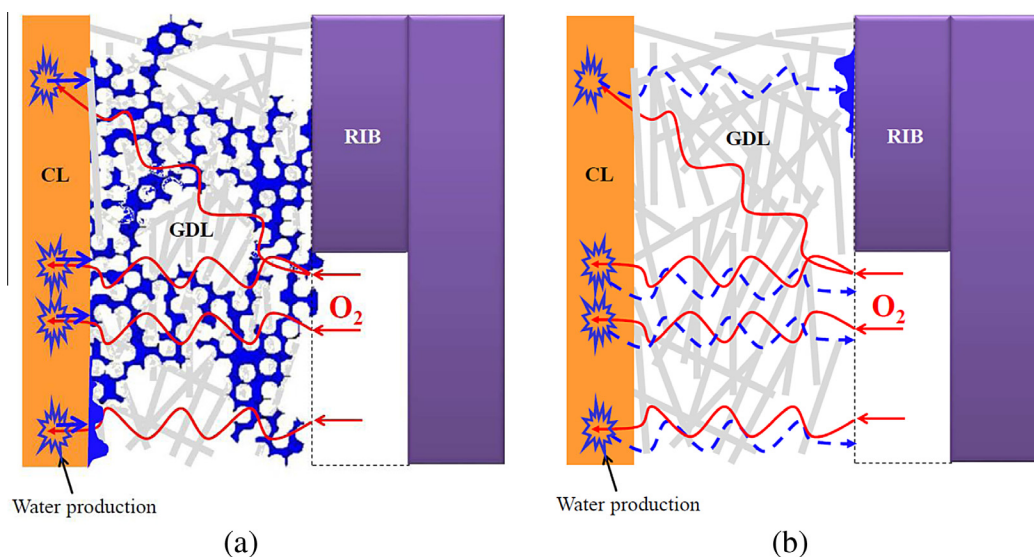 RIB
CL
GDL
O2
Water production
(a)
RIB
GDL
CL
O2
Water production
(b)